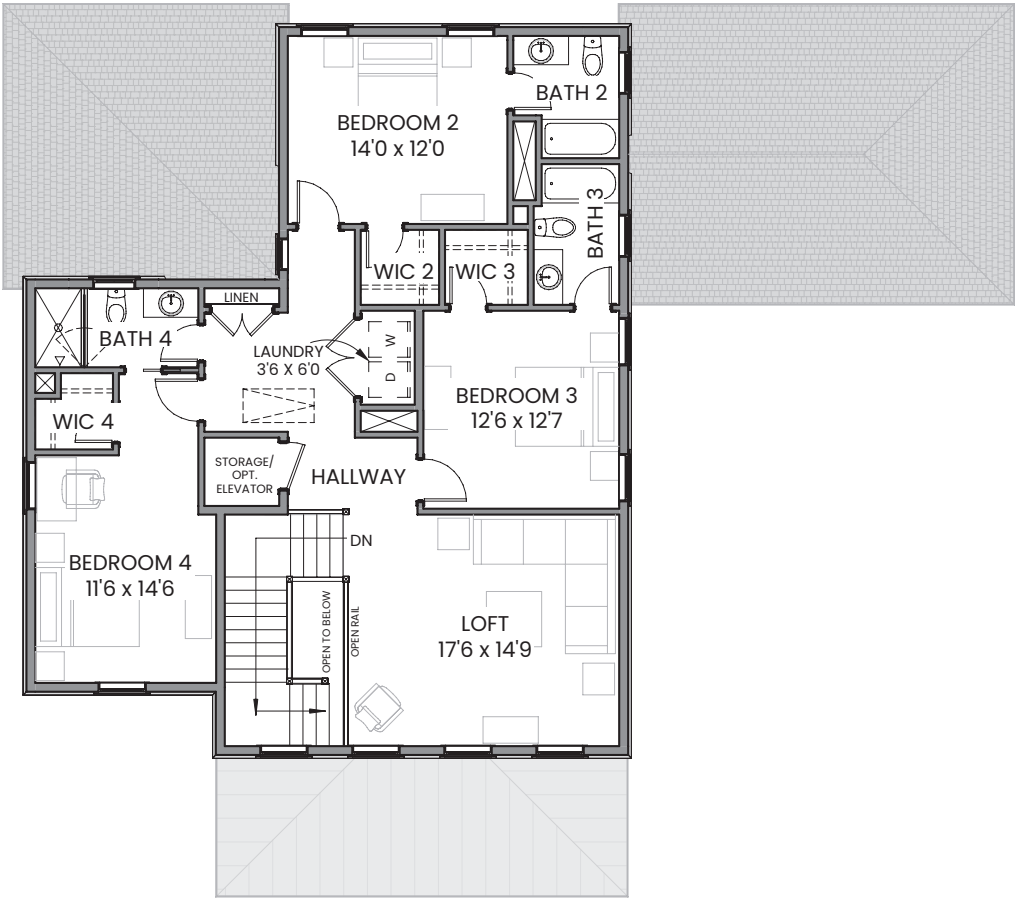 BATH 2
BEDROOM 2
14'0 x 12'0
BATH 3
WIC 2
WIC 3
LINEN
BATH 4
LAUNDRY
3'6 X 6'0
W
D
BEDROOM 3
12'6 x 12'7
WIC 4
STORAGE/
OPT.
ELEVATOR
HALLWAY
DN
BEDROOM 4
11'6 x 14'6
OPEN TO BELOW
OPEN RAIL
LOFT
17'6 x 14'9